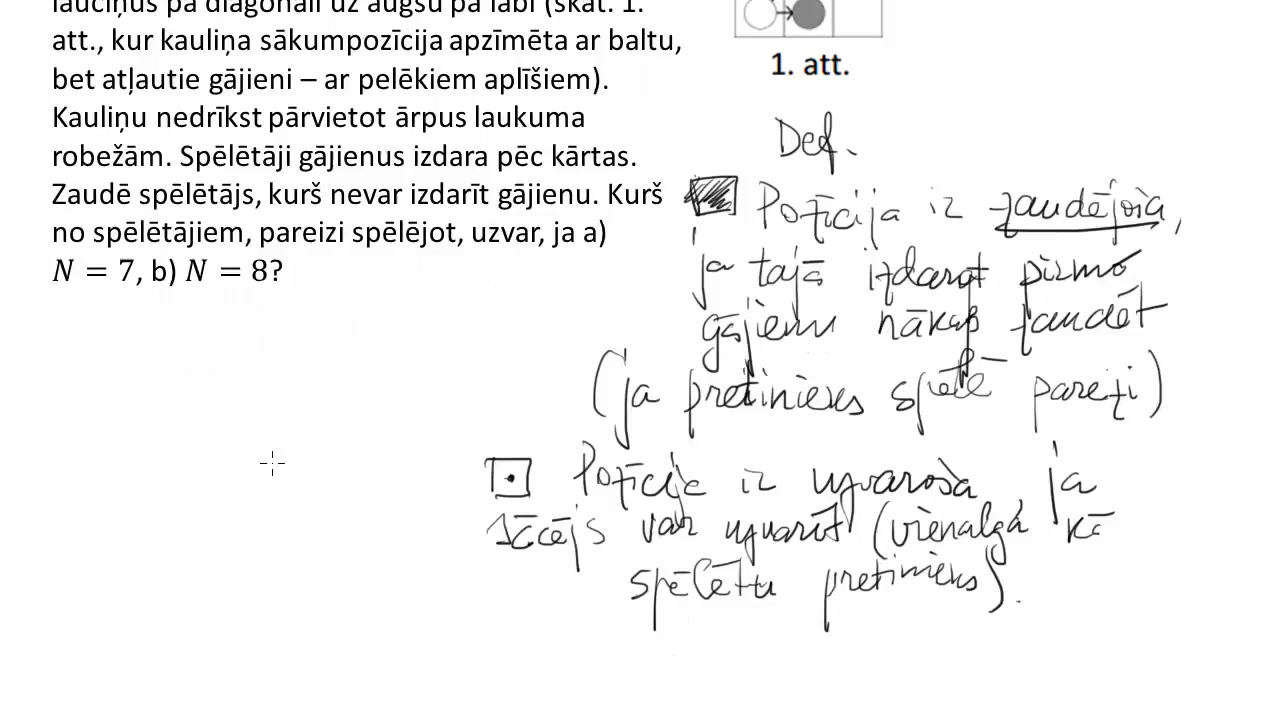 lauciņus pa diagonāli uz augšu pa labi (skat. 1.
att., kur kauliņa sākumpozīcija apzīmēta ar baltu,
bet atļautie gājieni – ar pelēkiem aplīšiem).
Kauliņu nedrīkst pārvietot ārpus laukuma
robežām. Spēlētāji gājienus izdara pēc kārtas.
Zaudē spēlētājs, kurš nevar izdarīt gājienu. Kurš
no spēlētājiem, pareizi spēlējot, uzvar, ja a)
N = 7, b) N = 8?
1. att.
Def.
Pozīcija ir zaudējoša,
ja tajā izdarot pirmo
gājienu nākas zaudēt
(ja pretinieks spēlē pareizi)
Pozīcija ir uzvaroša ja
sācējs var uzvarēt (vienalga kā
spēlētu pretinieks).